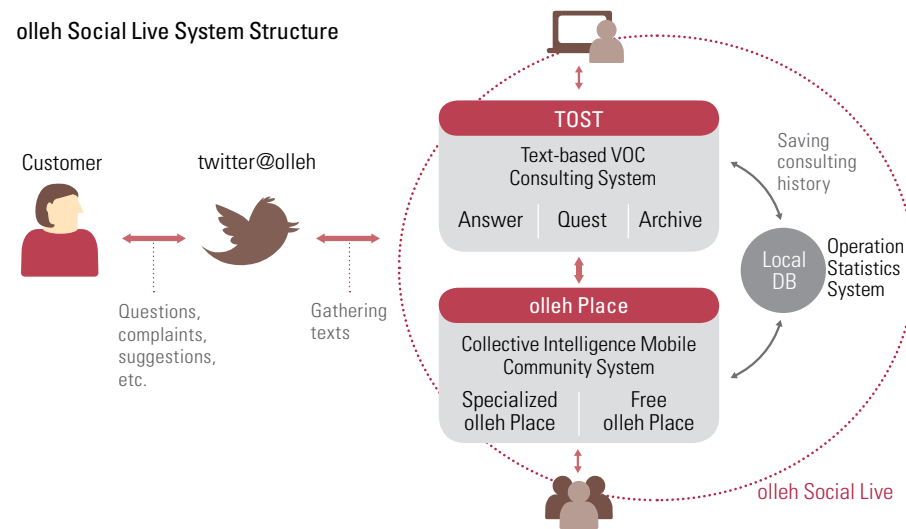 olleh Social Live System Structure
Customer
twitter@olleh
Questions,
complaints,
suggestions,
etc.
Gathering
texts
TOST
Text-based VOC
Consulting System
Answer
Quest
Archive
olleh Place
Collective Intelligence Mobile
Community System
Specialized
olleh Place
Free
olleh Place
Saving
consulting
history
Local
DB
Operation
Statistics
System
olleh Social Live